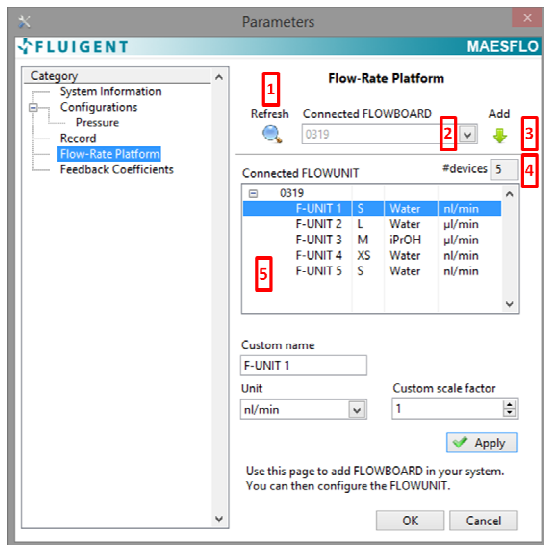 Parameters
FLUIGENT
MAESFLO
Category
System Information
Configurations
Pressure
Record
Flow-Rate Platform
Feedback Coefficients
Flow-Rate Platform
1
Refresh
Connected FLOWBOARD
Add
0319
2
3
Connected FLOWUNIT
#devices
5
4
0319
F-UNIT 1 S Water nl/min
F-UNIT 2 L Water µl/min
F-UNIT 3 M iPrOH µl/min
F-UNIT 4 XS Water nl/min
F-UNIT 5 S Water nl/min
5
Custom name
F-UNIT 1
Unit
Custom scale factor
nl/min
1
Apply
Use this page to add FLOWBOARD in your system.
You can then configure the FLOWUNIT.
OK
Cancel